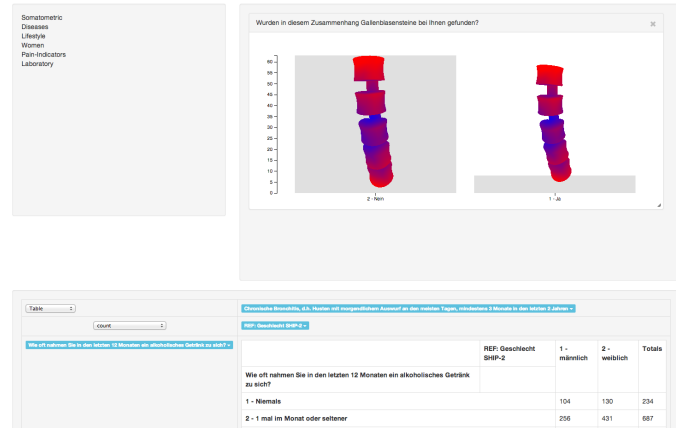 Somatometric
Diseases
Lifestyle
Women
Pain-Indicators
Laboratory
Wurden in diesem Zusammenhang Gallenblasensteine bei Ihnen gefunden?
60
55
50
45
40
35
30
25
20
15
10
5
0
2 - Nein
1 - Ja
Table
Chronische Bronchitis, d.h. Husten mit morgendlichem Auswurf an den meisten Tagen, mindestens 3 Monate in den letzten 2 Jahren
count
REF: Geschlecht SHIP-2
Wie oft nahmen Sie in den letzten 12 Monaten ein alkoholisches Getränk zu sich?
REF: Geschlecht SHIP-2
1 - männlich
2 - weiblich
Totals
Wie oft nahmen Sie in den letzten 12 Monaten ein alkoholisches Getränk
zu sich?
1 - Niemals 104 130 234
2 - 1 mal im Monat oder seltener 256 431 687